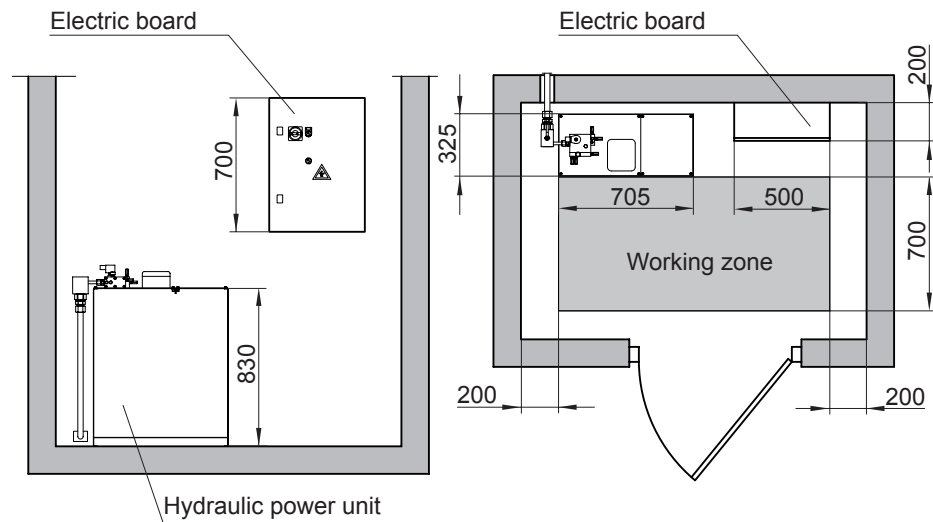 Electric board
Electric board
200
325
700
705
500
700
Working zone
830
200
200
Hydraulic power unit